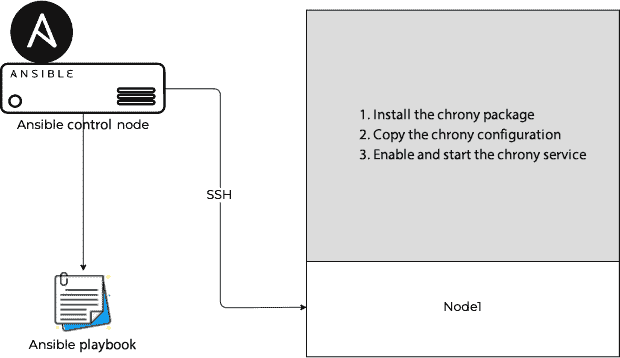 ANSIBLE
Ansible control node
1. Install the chrony package
2. Copy the chrony configuration
3. Enable and start the chrony service
SSH
Node1
Ansible playbook